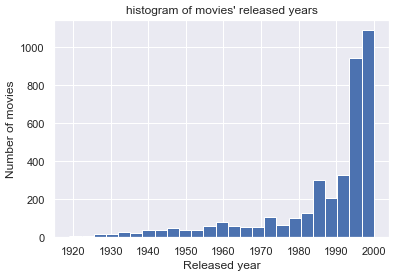 histogram of movies' released years
Number of movies
1000
800
600
400
200
0
1920 1930 1940 1950 1960 1970 1980 1990 2000
Released year